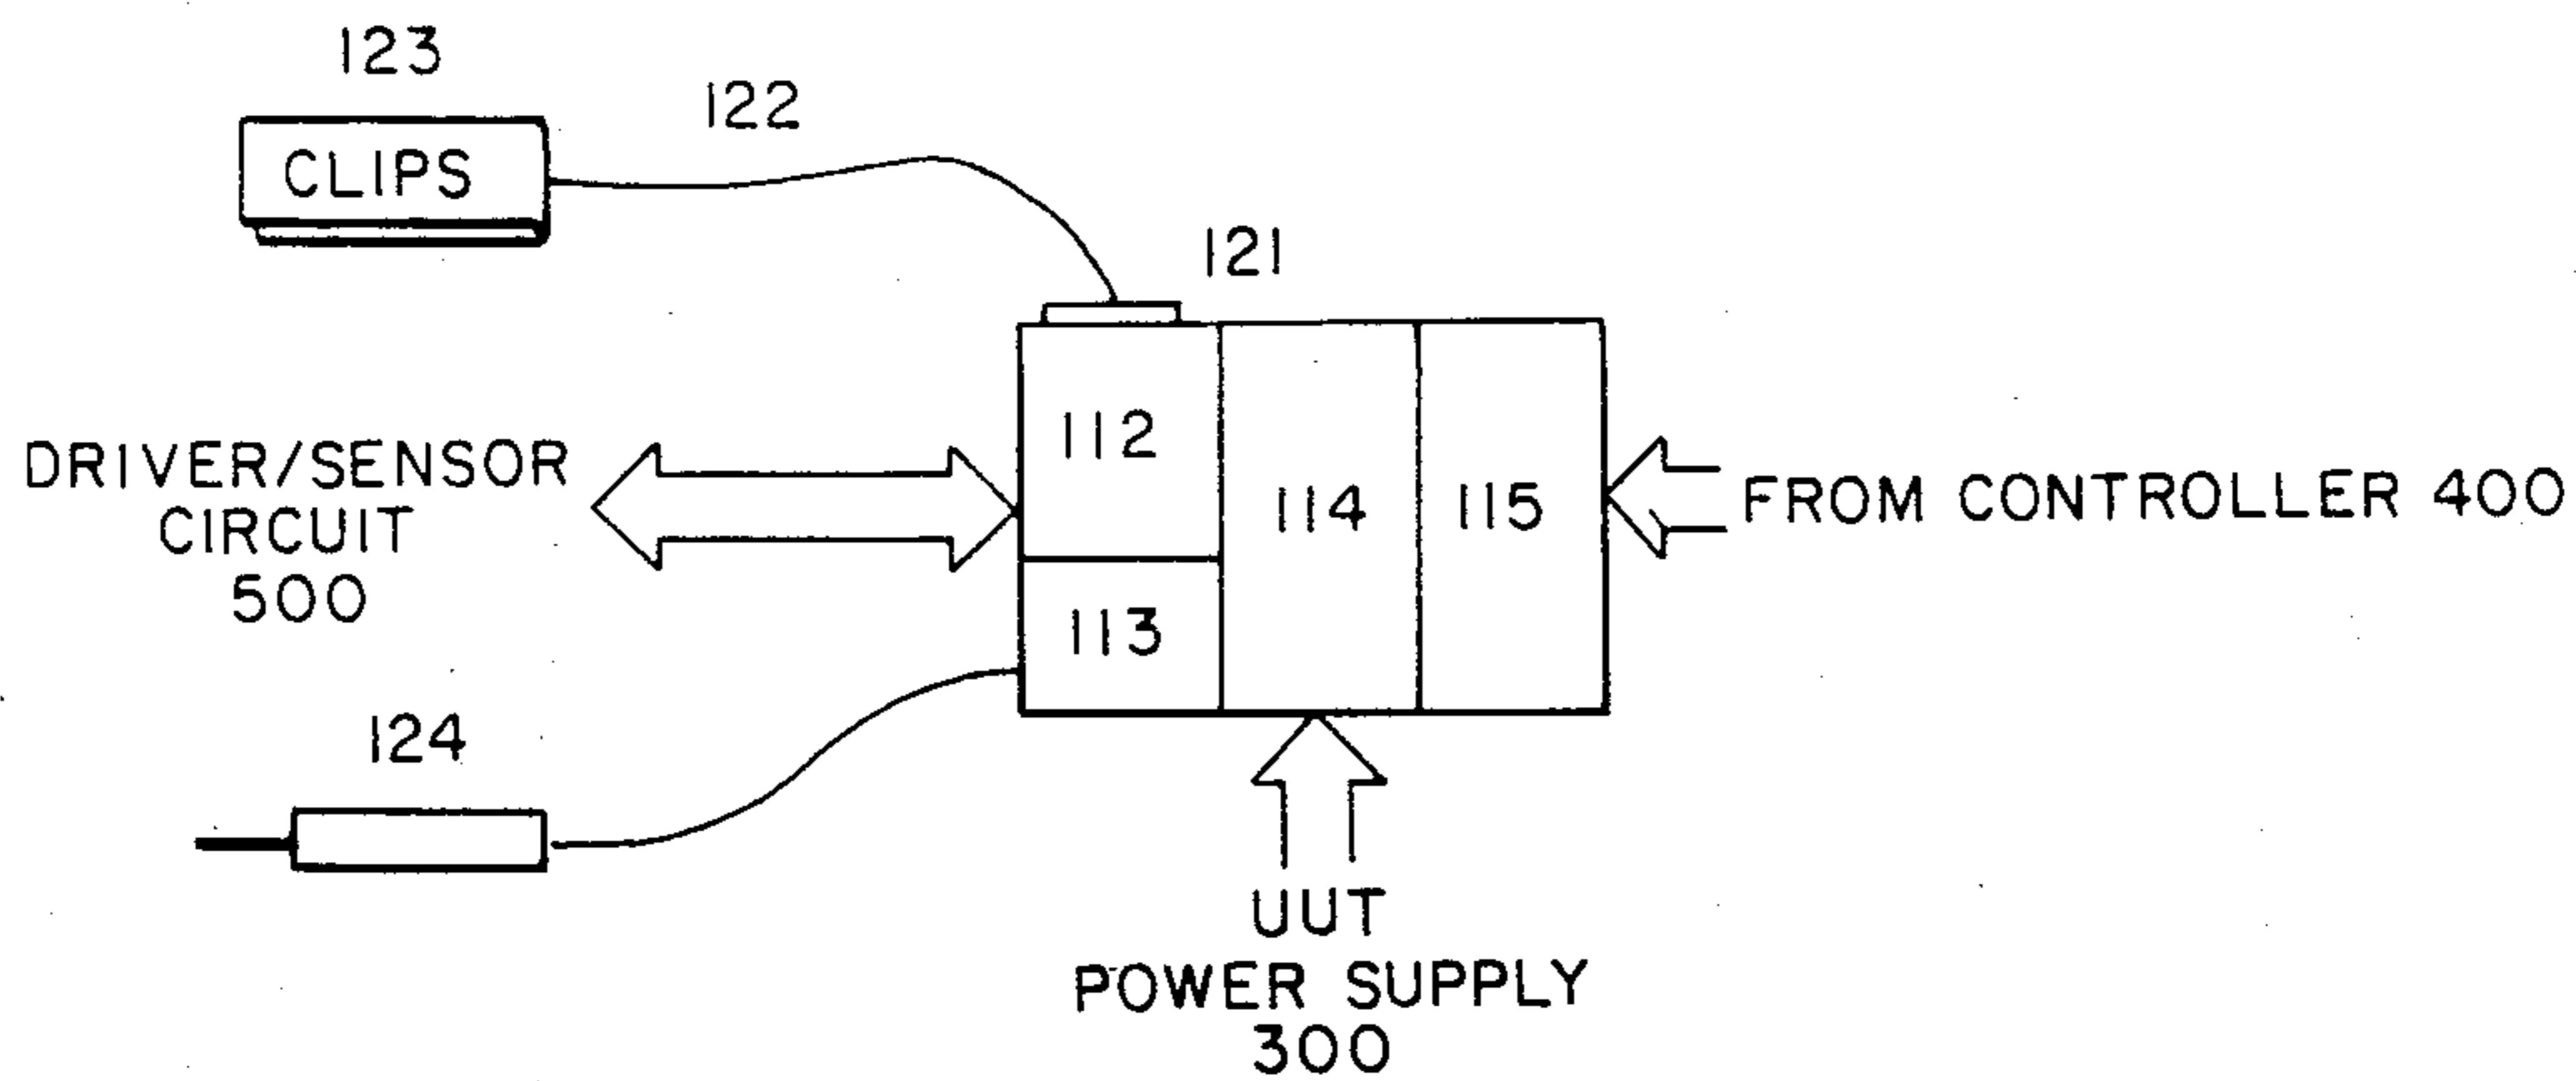 123
122
CLIPS
121
112
DRIVER/SENSOR
CIRCUIT
500
114
115
FROM CONTROLLER 400
113
124
UUT
POWER SUPPLY
300